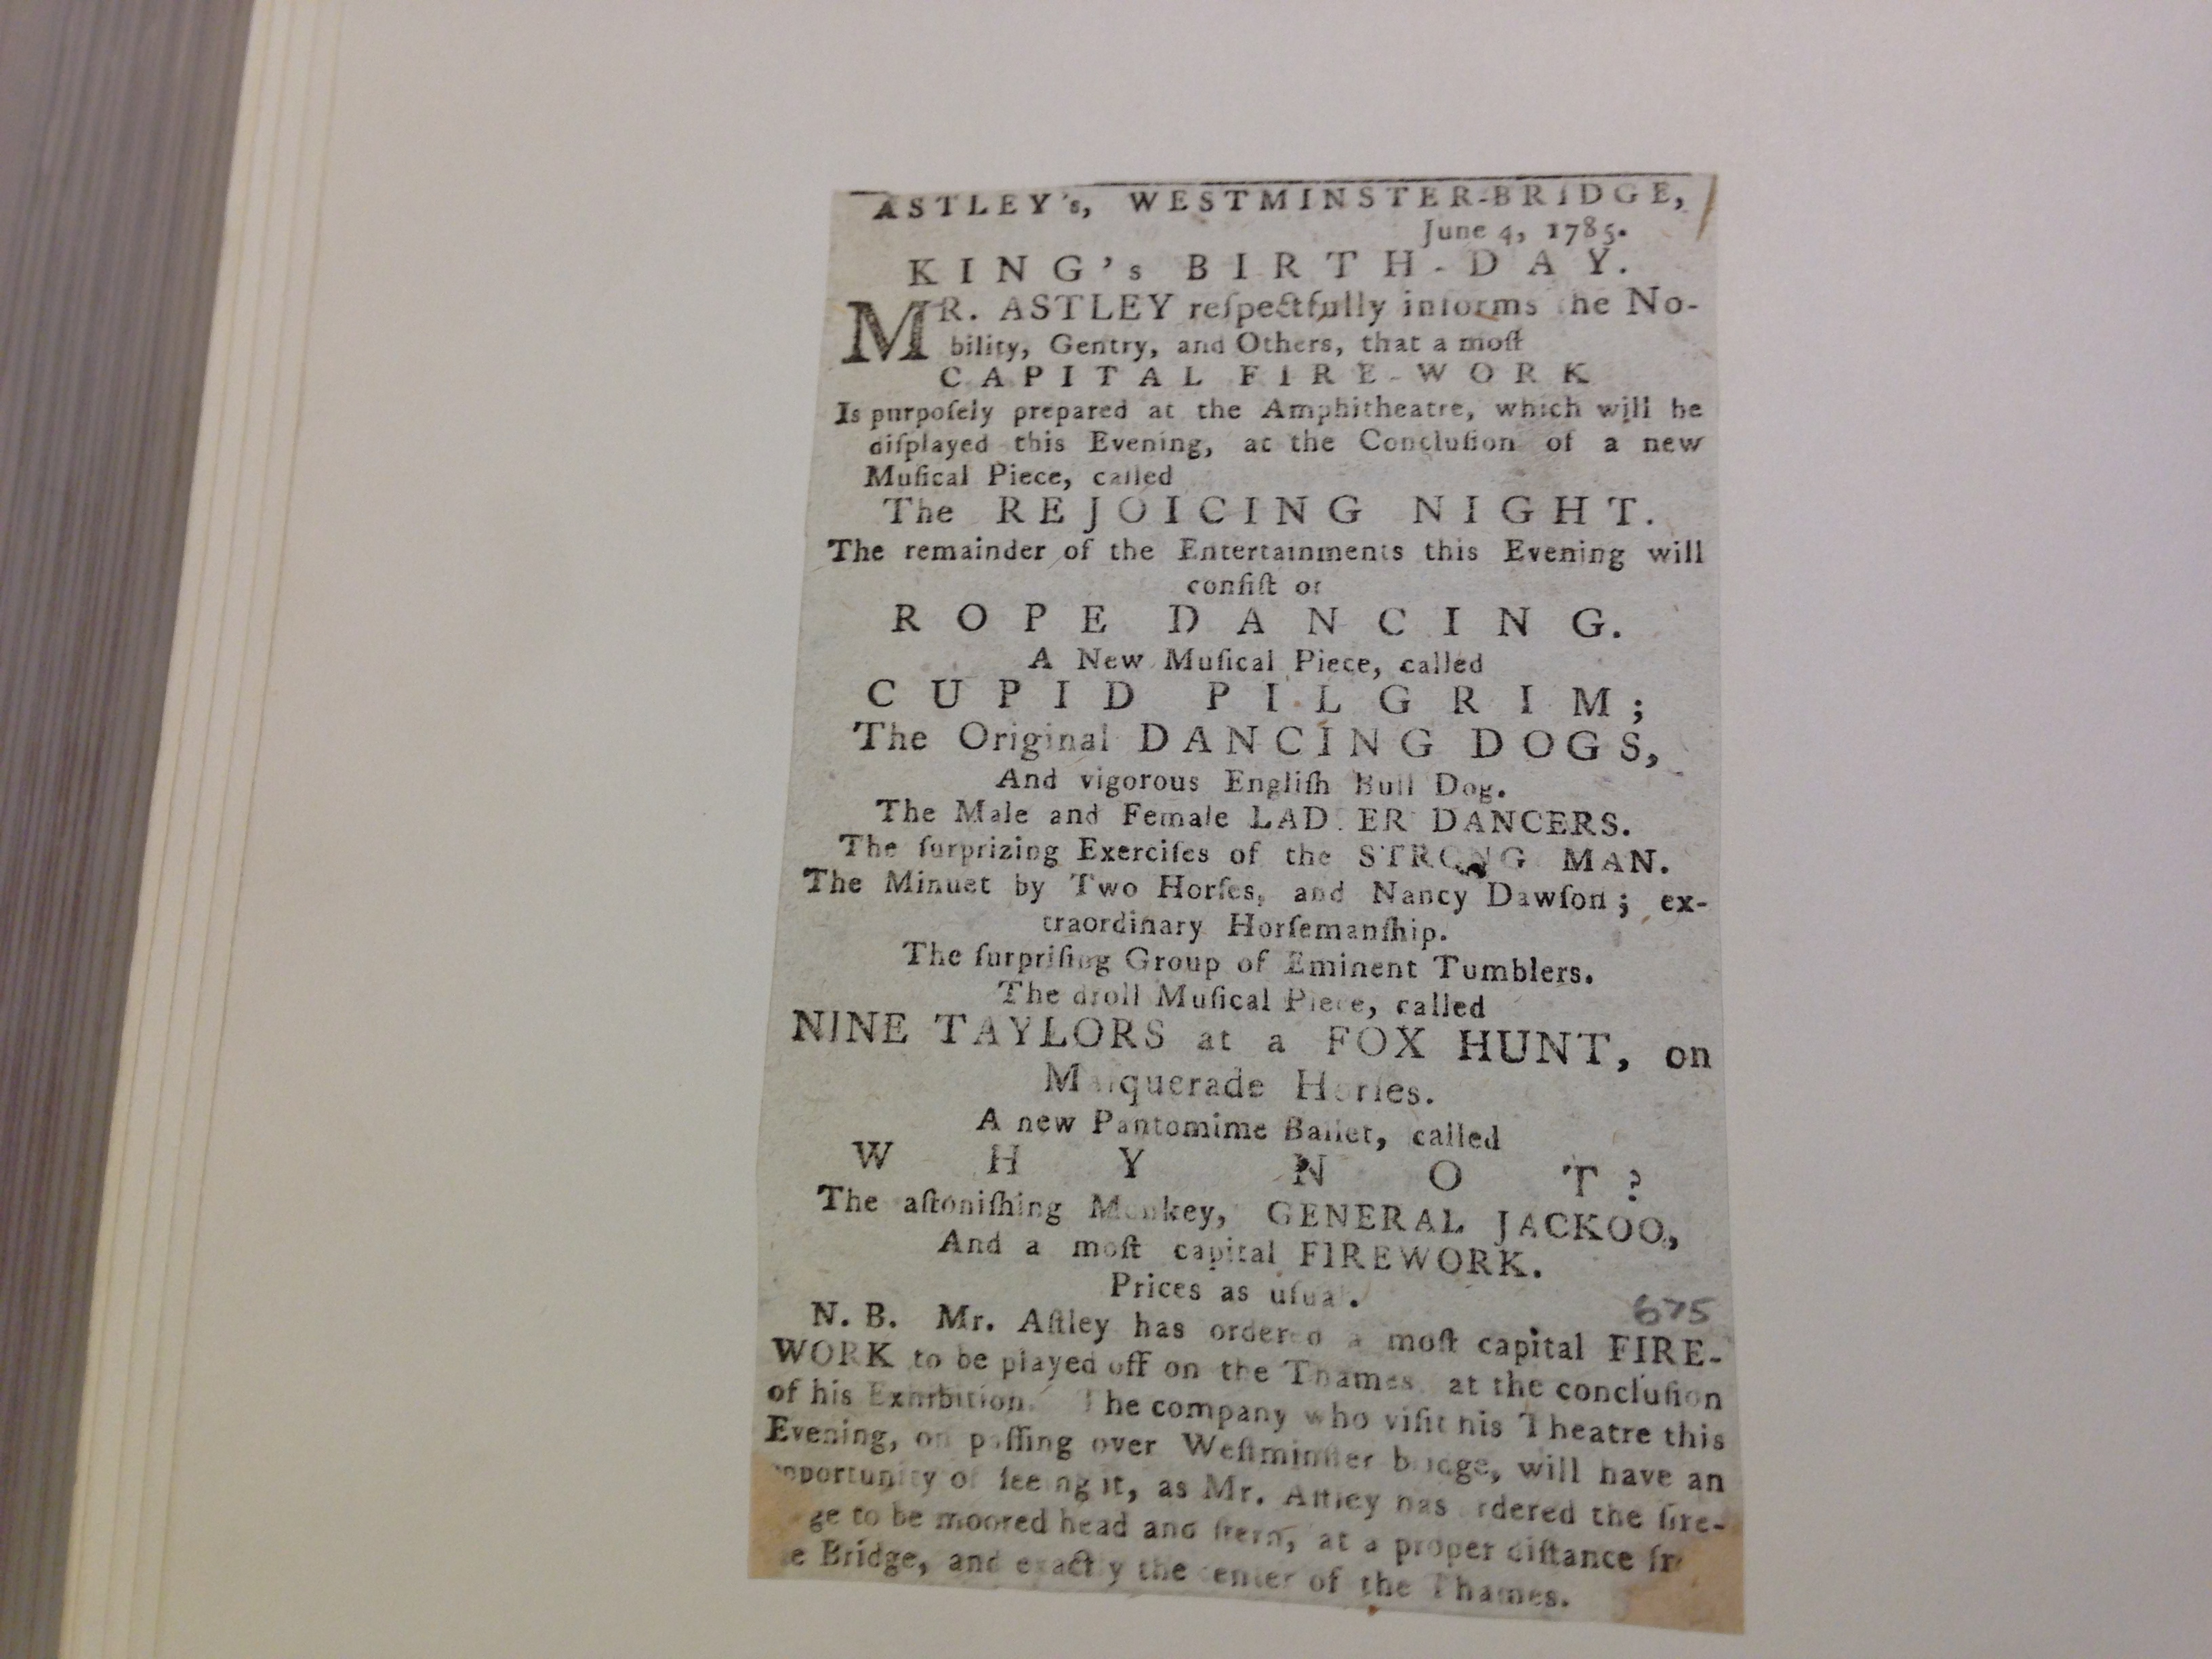 ASTLEY's, WESTMINSTER-BRIDGE,
June 4, 1785.
KING's BIRTH-DAY.
MR. ASTLEY reſpectfully informs the No-
bility, Gentry, and Others, that a moſt
CAPITAL FIRE-WORK
Is purpoſely prepared at the Amphitheatre, which will be
diſplayed this Evening, at the Concluſion of a new
Muſical Piece, called
The REJOICING NIGHT.
The remainder of the Entertainments this Evening will
conſiſt of
ROPE DANCING.
A New Muſical Piece, called
CUPID PILGRIM;
The Original DANCING DOGS,
And vigorous Engliſh Bull Dog.
The Male and Female LADDER DANCERS.
The ſurprizing Exerciſes of the STRONG MAN.
The Minuet by Two Horſes, and Nancy Dawſon; ex-
traordinary Horſemanſhip.
The ſurpriſing Group of Eminent Tumblers.
The droll Muſical Piece, called
NINE TAYLORS at a FOX HUNT, on
Maſquerade Horſes.
A new Pantomime Ballet, called
WHY NOT?
The aſtoniſhing Monkey, GENERAL JACKOO,
And a moſt capital FIREWORK.
Prices as uſual.
675
N. B. Mr. Aſtley has ordered a moſt capital FIRE-
WORK to be played off on the Thames, at the concluſion
of his Exhibition. The company who viſit his Theatre this
Evening, on paſſing over Weſtminſter bridge, will have an
opportunity of ſeeing it, as Mr. Aſtley has ordered the fire-
to be moored head and ſtern, at a proper diſtance
Bridge, and exactly the center of the Thames.